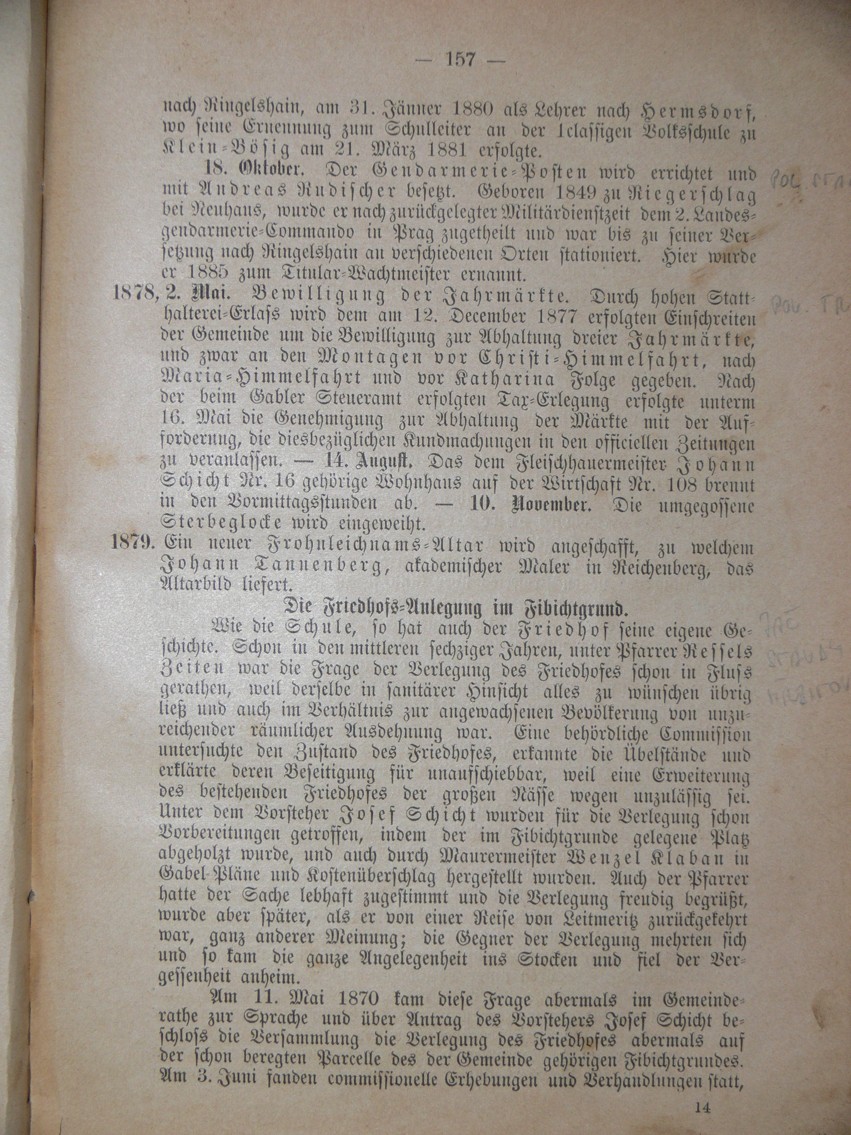 — 157 —
nach Ringelshain, am 31. Jänner 1880 als Lehrer nach Hermsdorf,
wo seine Ernennung zum Schulleiter an der 1classigen Volksschule zu
Klein-Bösig am 21. März 1881 erfolgte.
18. Oktober. Der Gendarmerie-Posten wird errichtet und
mit Andreas Rudischer besetzt. Geboren 1849 zu Riegerschlag
bei Neuhaus, wurde er nach zurückgelegter Militärdienstzeit dem 2. Landes-
gendarmerie-Commando in Prag zugetheilt und war bis zu seiner Ver-
setzung nach Ringelshain an verschiedenen Orten stationiert. Hier wurde
er 1885 zum Titular-Wachtmeister ernannt.
1878, 2. Mai. Bewilligung der Jahrmärkte. Durch hohen Statt-
halterei-Erlass wird dem am 12. December 1877 erfolgten Einschreiten
der Gemeinde um die Bewilligung zur Abhaltung dreier Jahrmärkte,
und zwar an den Montagen vor Christi-Himmelfahrt, nach
Maria-Himmelfahrt und vor Katharina Folge gegeben. Nach
der beim Gabler Steueramt erfolgten Tax-Erlegung erfolgte unterm
16. Mai die Genehmigung zur Abhaltung der Märkte mit der Auf-
forderung, die diesbezüglichen Kundmachungen in den officiellen Zeitungen
zu veranlassen. — 14. August. Das dem Fleischhauermeister Johann
Schicht Nr. 16 gehörige Wohnhaus auf der Wirtschaft Nr. 108 brennt
in den Vormittagsstunden ab. — 10. November. Die umgegossene
Sterbeglocke wird eingeweiht.
1879. Ein neuer Frohnleichnams-Altar wird angeschafft, zu welchem
Johann Tannenberg, akademischer Maler in Reichenberg, das
Altarbild liefert.
Die Friedhofs-Anlegung im Fibichtgrund.
Wie die Schule, so hat auch der Friedhof seine eigene Ge-
schichte. Schon in den mittleren sechziger Jahren, unter Pfarrer Nessels
Zeiten war die Frage der Verlegung des Friedhofes schon in Fluss
gerathen, weil derselbe in sanitärer Hinsicht alles zu wünschen übrig
ließ und auch im Verhältnis zur angewachsenen Bevölkerung von unzu-
reichender räumlicher Ausdehnung war. Eine behördliche Commission
untersuchte den Zustand des Friedhofes, erkannte die Übelstände und
erklärte deren Beseitigung für unaufschiebbar, weil eine Erweiterung
des bestehenden Friedhofes der großen Nässe wegen unzulässig sei.
Unter dem Vorsteher Josef Schicht wurden für die Verlegung schon
Vorbereitungen getroffen, indem der im Fibichtgrunde gelegene Platz
abgeholzt wurde, und auch durch Maurermeister Wenzel Klaban in
Gabel Pläne und Kostenüberschlag hergestellt wurden. Auch der Pfarrer
hatte der Sache lebhaft zugestimmt und die Verlegung freudig begrüßt,
wurde aber später, als er von einer Reise von Leitmeritz zurückgekehrt
war, ganz anderer Meinung; die Gegner der Verlegung mehrten sich
und so kam die ganze Angelegenheit ins Stocken und fiel der Ver-
gessenheit anheim.
Am 11. Mai 1870 kam diese Frage abermals im Gemeinde-
rathe zur Sprache und über Antrag des Vorstehers Josef Schicht be-
schloss die Versammlung die Verlegung des Friedhofes abermals auf
der schon beregten Parcelle des der Gemeinde gehörigen Fibichtgrundes.
Am 3. Juni fanden commissionelle Erhebungen und Verhandlungen statt,
14